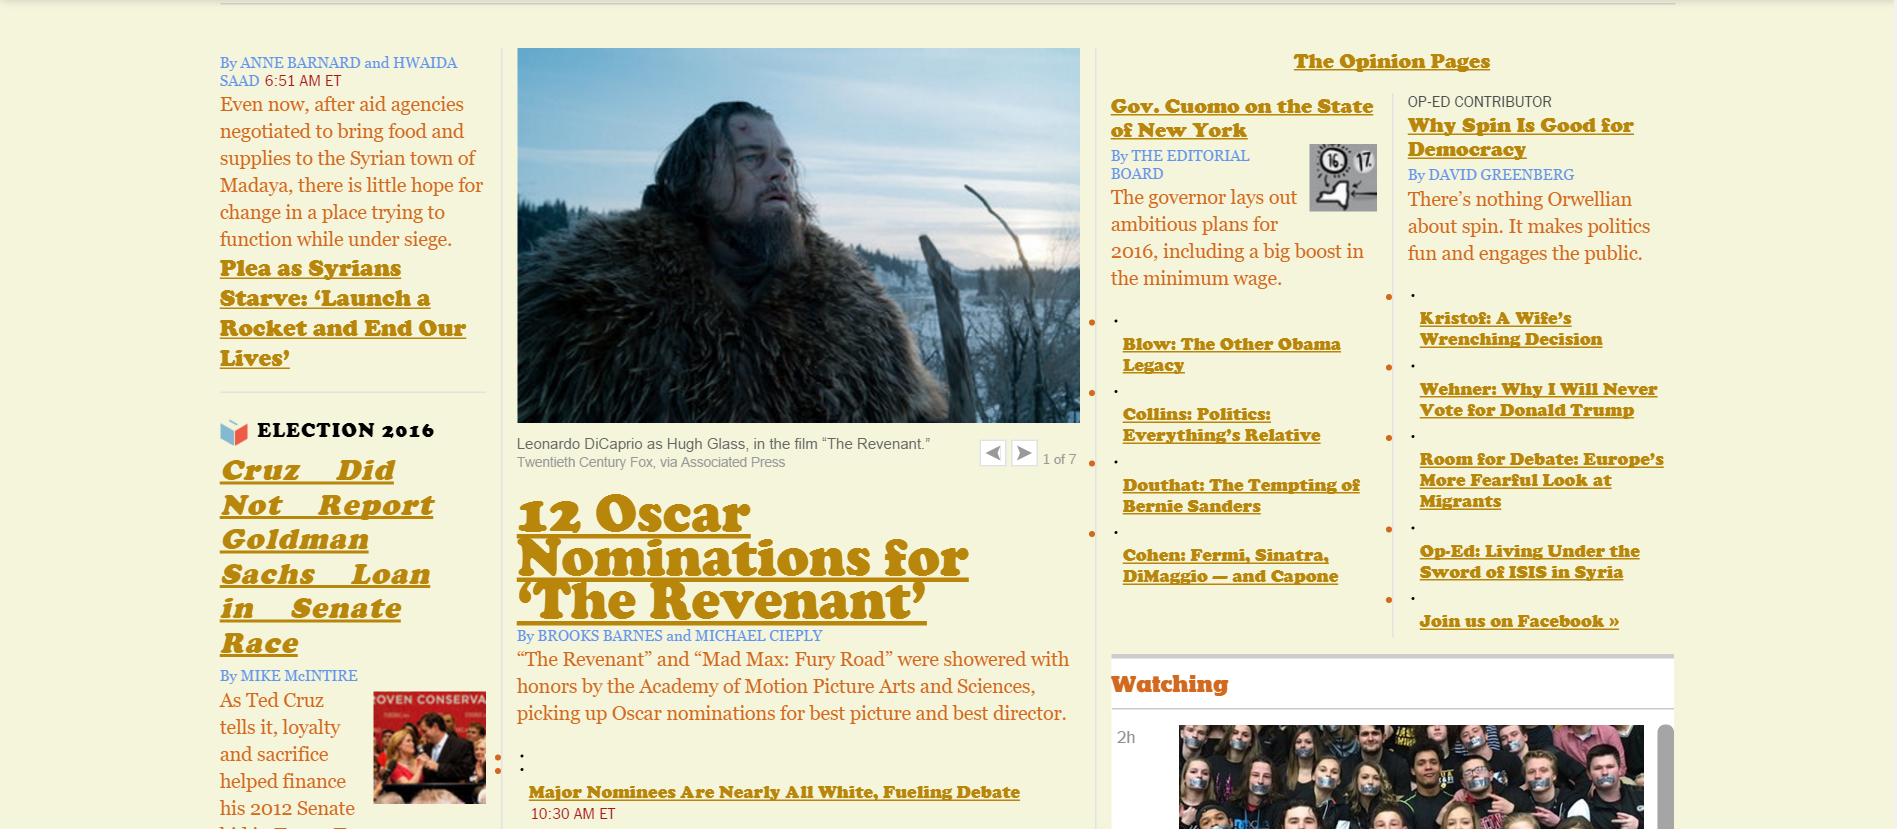 By ANNE BARNARD and HWAIDA
SAAD 6:51 AM ET
Even now, after aid agencies
negotiated to bring food and
supplies to the Syrian town of
Madaya, there is little hope for
change in a place trying to
function while under siege.
Plea as Syrians
Starve: ‘Launch a
Rocket and End Our
Lives’
ELECTION 2016
Cruz Did
Not Report
Goldman
Sachs Loan
in Senate
Race
By MIKE McINTIRE
As Ted Cruz
tells it, loyalty
and sacrifice
helped finance
his 2012 Senate
ROVEN CONSERVA
Leonardo DiCaprio as Hugh Glass, in the film “The Revenant.”
Twentieth Century Fox, via Associated Press
1 of 7
12 Oscar
Nominations for
‘The Revenant’
By BROOKS BARNES and MICHAEL CIEPLY
“The Revenant” and “Mad Max: Fury Road” were showered with
honors by the Academy of Motion Picture Arts and Sciences,
picking up Oscar nominations for best picture and best director.
Major Nominees Are Nearly All White, Fueling Debate
10:30 AM ET
The Opinion Pages
Gov. Cuomo on the State
of New York
By THE EDITORIAL
BOARD
16. 17.
The governor lays out
ambitious plans for
2016, including a big boost in
the minimum wage.
Blow: The Other Obama
Legacy
Collins: Politics:
Everything’s Relative
Douthat: The Tempting of
Bernie Sanders
Cohen: Fermi, Sinatra,
DiMaggio — and Capone
OP-ED CONTRIBUTOR
Why Spin Is Good for
Democracy
By DAVID GREENBERG
There’s nothing Orwellian
about spin. It makes politics
fun and engages the public.
Kristof: A Wife’s
Wrenching Decision
Wehner: Why I Will Never
Vote for Donald Trump
Room for Debate: Europe’s
More Fearful Look at
Migrants
Op-Ed: Living Under the
Sword of ISIS in Syria
Join us on Facebook »
Watching
2h